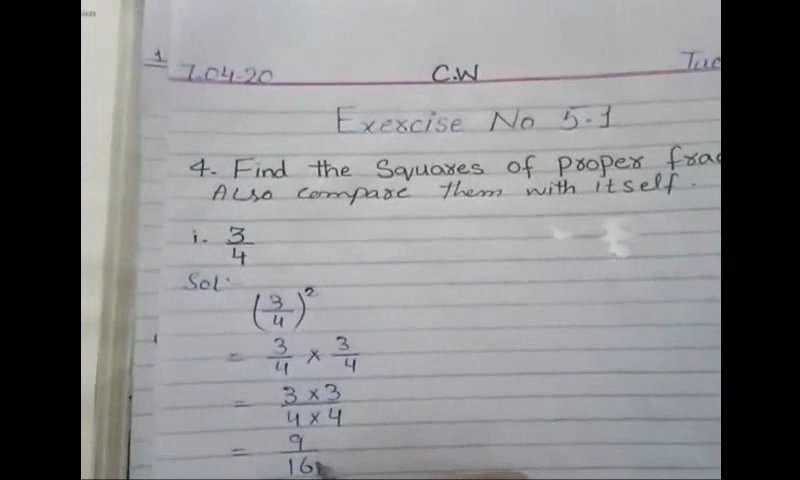 1
7.04.20 C.W
Exercise No 5.1
4. Find the Squares of proper
Also compare them with itself.
i. 3/4
Sol.
(3/4)²
= 3/4 × 3/4
= 3×3/4×4
= 9/16